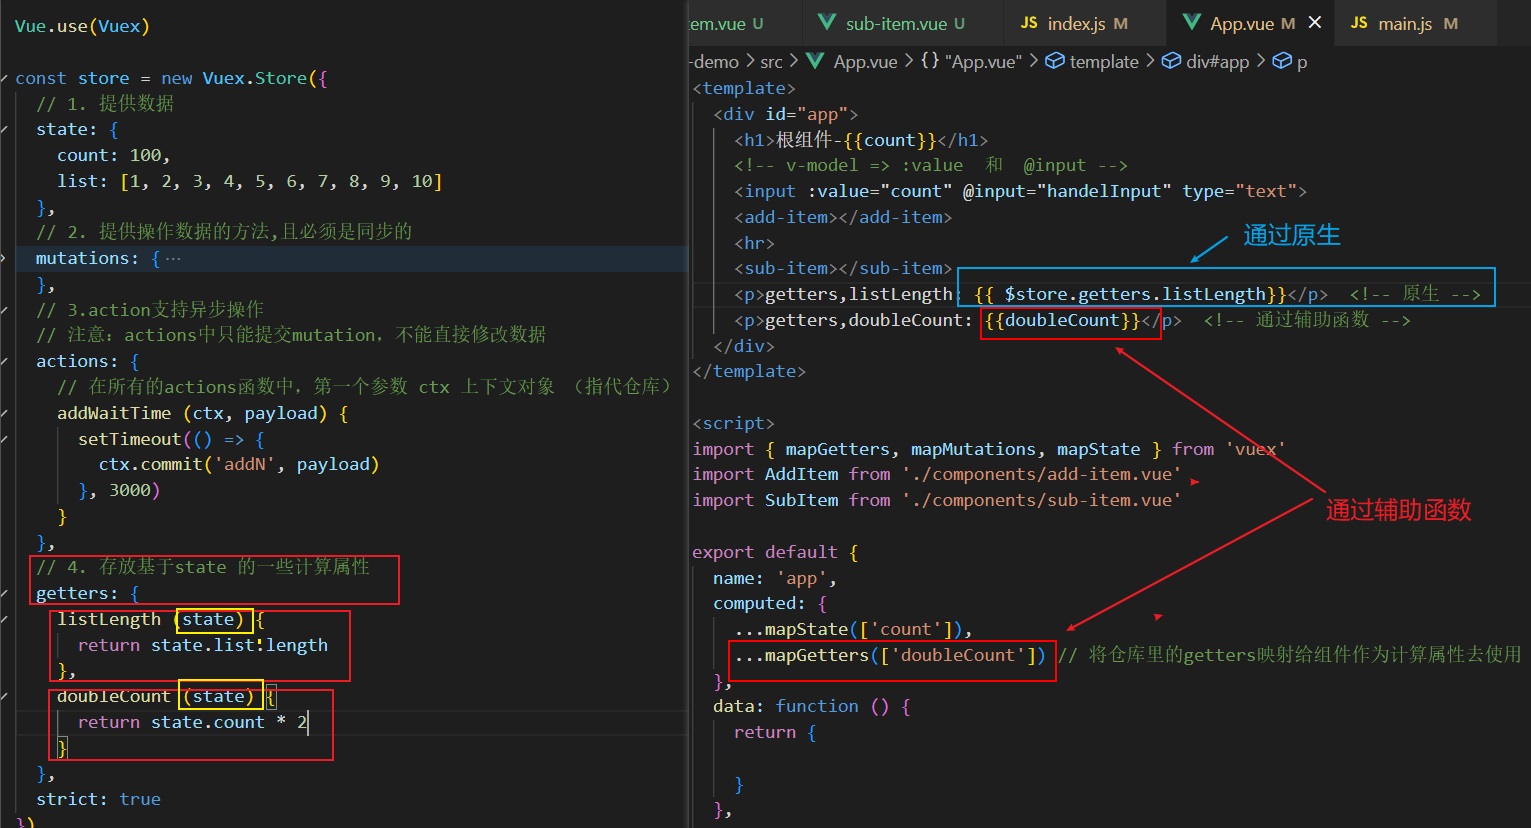 Vue.use(Vuex)
const store = new Vuex.Store({
// 1. 提供数据
state: {
count: 100,
list: [1, 2, 3, 4, 5, 6, 7, 8, 9, 10]
},
// 2. 提供操作数据的方法,且必须是同步的
mutations: { ···
},
// 3.action支持异步操作
// 注意: actions中只能提交mutation, 不能直接修改数据
actions: {
// 在所有的actions函数中，第一个参数 ctx 上下文对象 （指代仓库）
addWaitTime (ctx, payload) {
setTimeout(() => {
ctx.commit('addN', payload)
}, 3000)
}
},
// 4. 存放基于state 的一些计算属性
getters: {
listLength (state) {
return state.list.length
},
doubleCount (state) {
return state.count * 2
}
},
strict: true
})
em.vue U
sub-item.vue U
JS index.js M
App.vue M ×
JS main.js M
-demo > src > App.vue > {} "App.vue" > template > div#app > p
<template>
<div id="app">
<h1>根组件-{{count}}</h1>
<!-- v-model => :value 和 @input -->
<input :value="count" @input="handelInput" type="text">
<add-item></add-item>
<hr>
通过原生
<sub-item></sub-item>
<p>getters,listLength: {{ $store.getters.listLength}}</p> <!-- 原生 -->
<p>getters,doubleCount: {{doubleCount}}</p> <!-- 通过辅助函数 -->
</div>
</template>
<script>
import { mapGetters, mapMutations, mapState } from 'vuex'
import AddItem from './components/add-item.vue'
import SubItem from './components/sub-item.vue'
通过辅助函数
export default {
name: 'app',
computed: {
...mapState(['count']),
...mapGetters(['doubleCount']) // 将仓库里的getters映射给组件作为计算属性去使用
},
data: function () {
return {
}
},